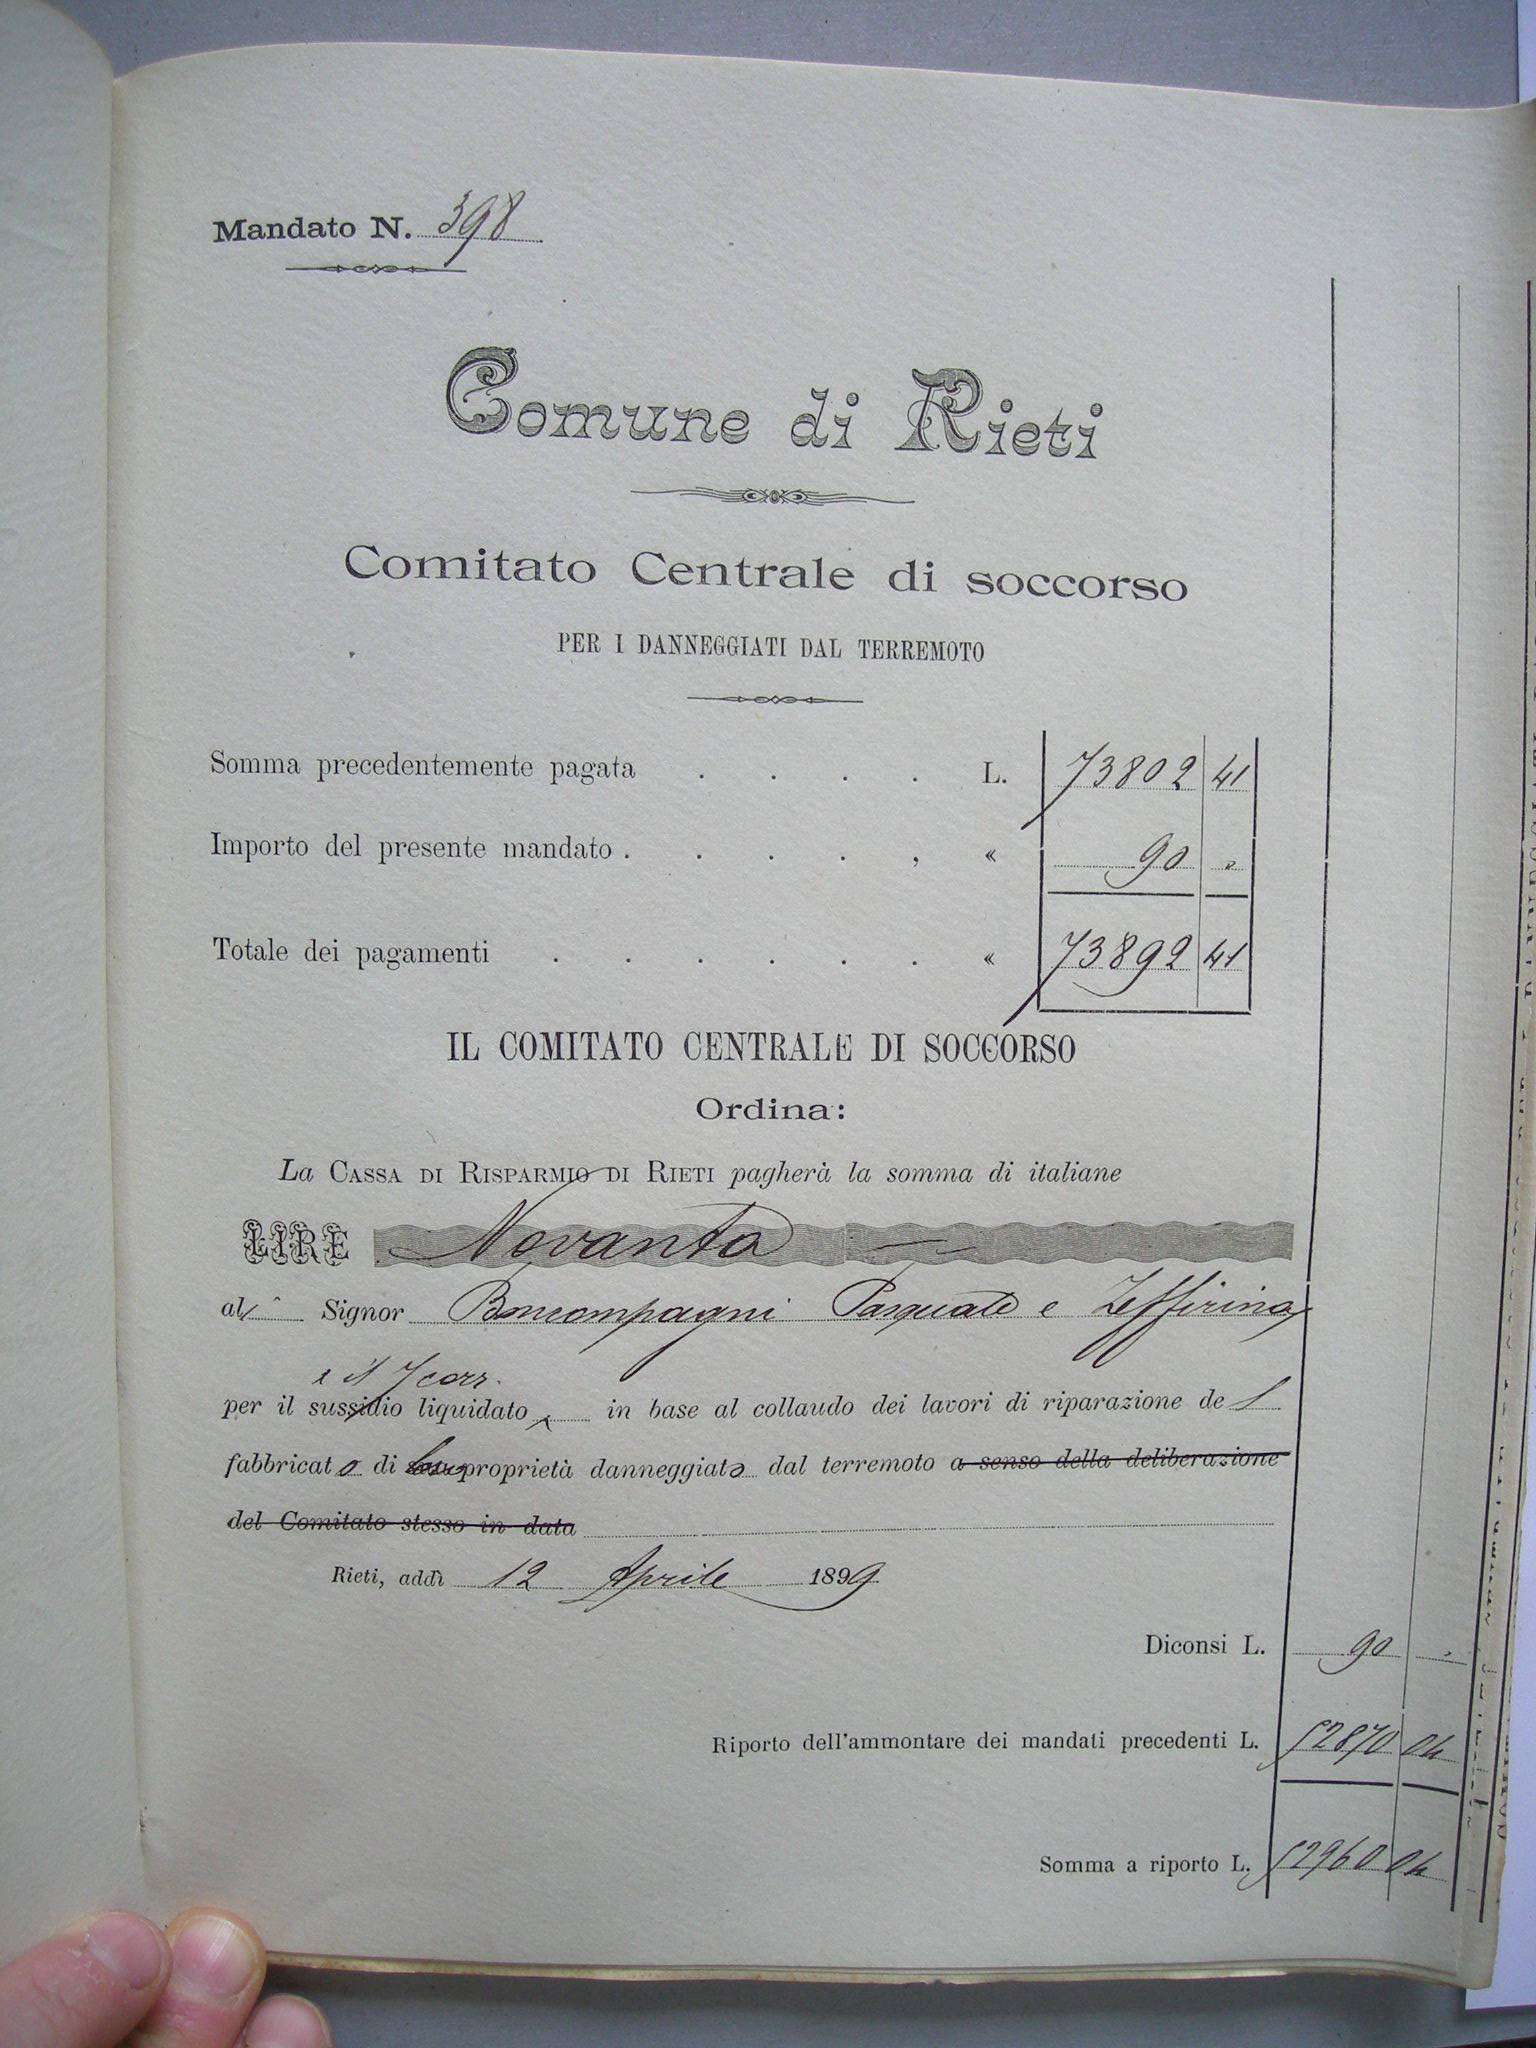 Mandato N. 398
Comune di Rieti
Comitato Centrale di soccorso
PER I DANNEGGIATI DAL TERREMOTO
Somma precedentemente pagata . . . . L. 73802 41
Importo del presente mandato . . . . , « 90 "
Totale dei pagamenti . . . . . . « 73892 41
IL COMITATO CENTRALE DI SOCCORSO
Ordina:
La CASSA DI RISPARMIO DI RIETI pagherà la somma di italiane
LIRE Novanta —
al Signor Boncompagni Pasquale e Zeffirina
e il 7 corr.
per il sussidio liquidato in base al collaudo dei lavori di riparazione del
fabbricato di loro proprietà danneggiato dal terremoto a senso della deliberazione
del Comitato stesso in data
Rieti, addì 12 Aprile 1899
Diconsi L. 90 "
Riporto dell'ammontare dei mandati precedenti L. 52870 04
Somma a riporto L. 52960 04